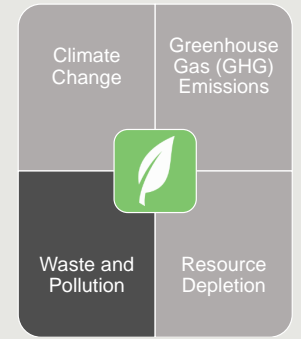 Climate
Change
Greenhouse
Gas (GHG)
Emissions
Waste and
Pollution
Resource
Depletion